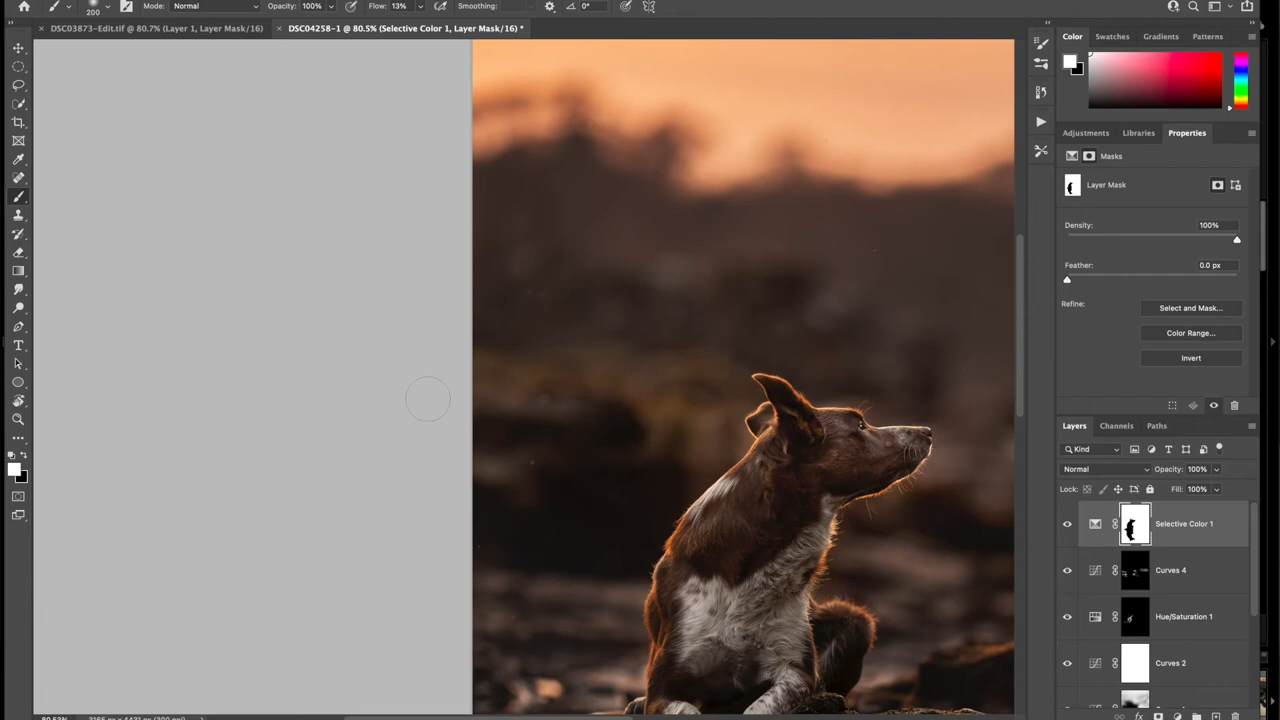 200
Mode: Normal
Opacity: 100%
Flow: 13%
Smoothing:
0°
× DSC03873-Edit.tif @ 80.7% (Layer 1, Layer Mask/16)
× DSC04258-1 @ 80.5% (Selective Color 1, Layer Mask/16) *
Color
Swatches
Gradients
Patterns
Adjustments
Libraries
Properties
Masks
Layer Mask
Density:
100%
Feather:
0.0 px
Refine:
Select and Mask...
Color Range...
Invert
Layers
Channels
Paths
Kind
Normal
Opacity: 100%
Lock:
Fill: 100%
Selective Color 1
Curves 4
Hue/Saturation 1
Curves 2